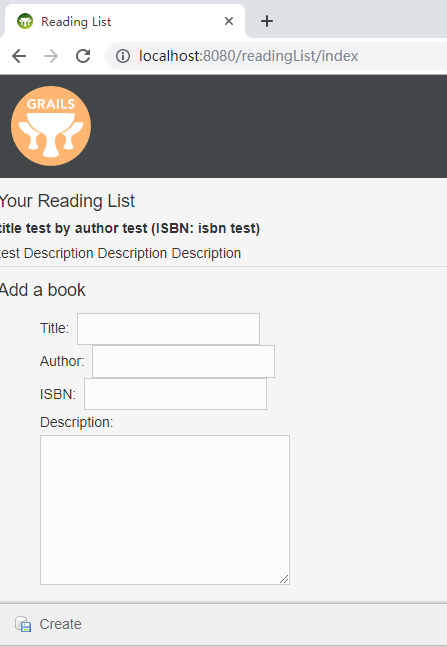 Reading List
localhost:8080/readingList/index
GRAILS
Your Reading List
title test by author test (ISBN: isbn test)
test Description Description Description
Add a book
Title:
Author:
ISBN:
Description:
Create